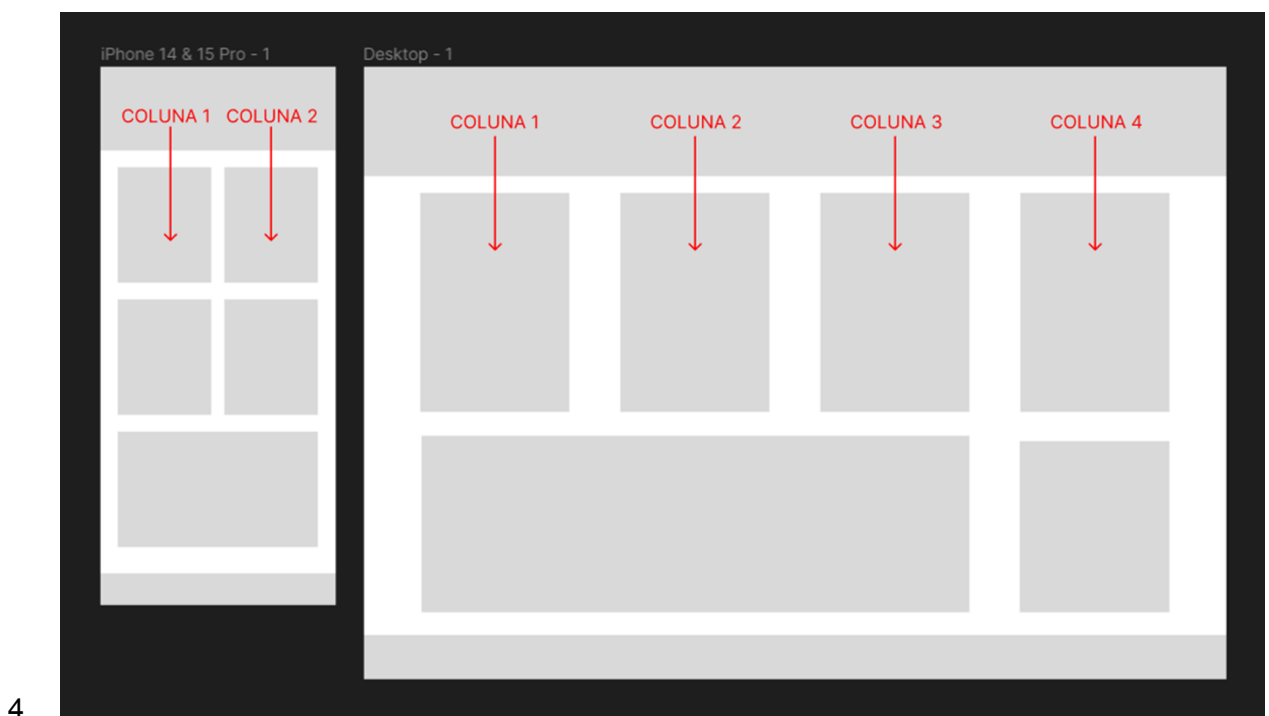 iPhone 14 & 15 Pro - 1
Desktop - 1
COLUNA 1 COLUNA 2
COLUNA 1 COLUNA 2 COLUNA 3 COLUNA 4
4